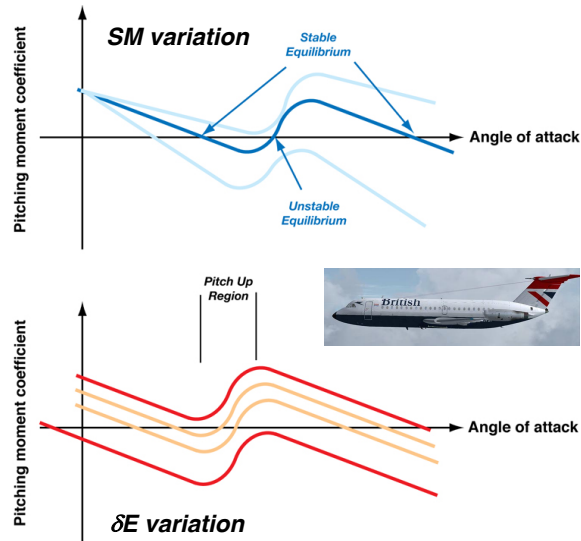 SM variation
Pitching moment coefficient
Stable
Equilibrium
Angle of attack
Unstable
Equilibrium
Pitch Up
Region
British
Pitching moment coefficient
Angle of attack
δE variation